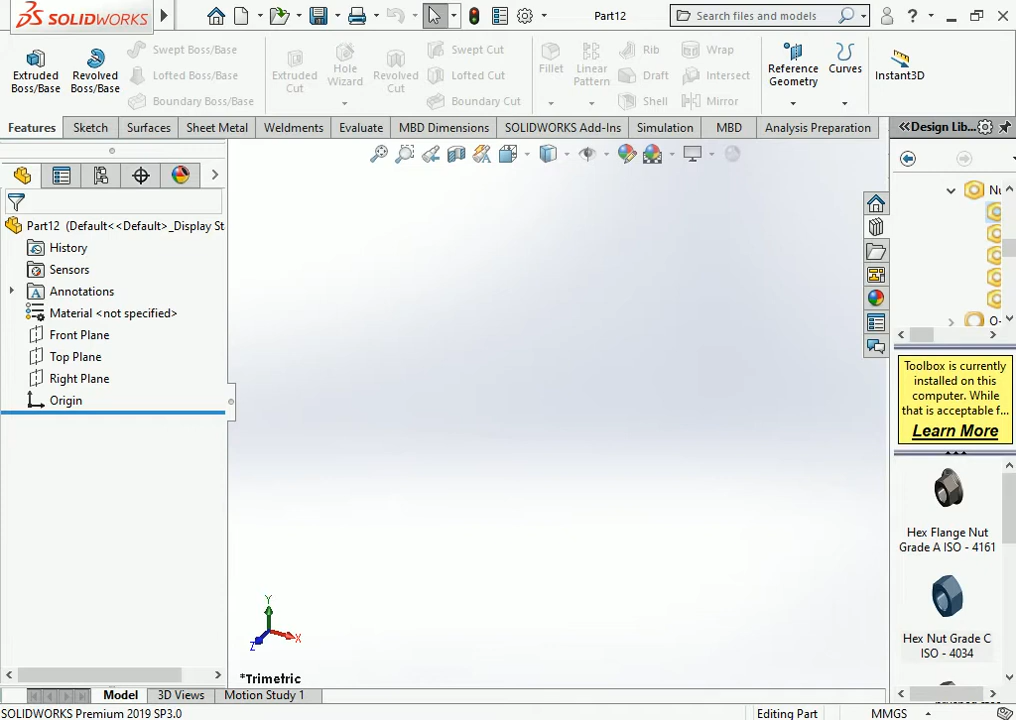 SOLIDWORKS
Part12
Search files and models
Extruded
Boss/Base
Revolved
Boss/Base
Swept Boss/Base
Lofted Boss/Base
Boundary Boss/Base
Extruded
Cut
Hole
Wizard
Revolved
Cut
Swept Cut
Lofted Cut
Boundary Cut
Fillet
Linear
Pattern
Rib
Draft
Shell
Wrap
Intersect
Mirror
Reference
Geometry
Curves
Instant3D
Features
Sketch
Surfaces
Sheet Metal
Weldments
Evaluate
MBD Dimensions
SOLIDWORKS Add-Ins
Simulation
MBD
Analysis Preparation
<<Design Lib...
Part12 (Default<<Default>_Display St
History
Sensors
Annotations
Material <not specified>
Front Plane
Top Plane
Right Plane
Origin
Nu
O-
Toolbox is currently
installed on this
computer. While
that is acceptable f...
Learn More
Hex Flange Nut
Grade A ISO - 4161
Hex Nut Grade C
ISO - 4034
Y
X
Z
*Trimetric
Model
3D Views
Motion Study 1
SOLIDWORKS Premium 2019 SP3.0
Editing Part
MMGS